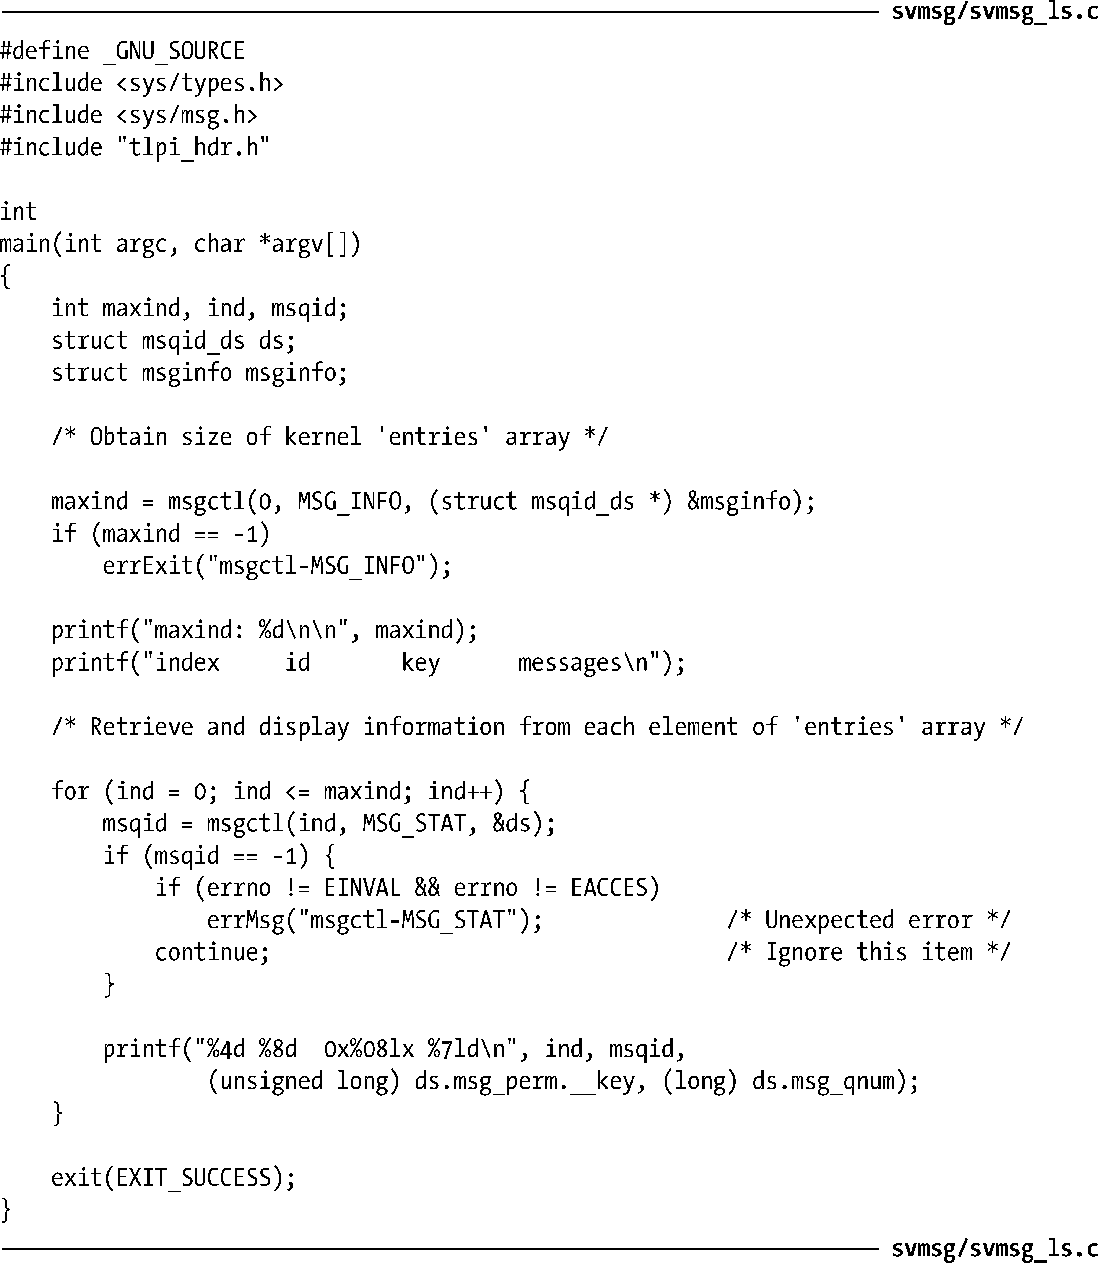 svmsg/svmsg_ls.c
#define _GNU_SOURCE
#include <sys/types.h>
#include <sys/msg.h>
#include "tlpi_hdr.h"

int
main(int argc, char *argv[])
{
    int maxind, ind, msqid;
    struct msqid_ds ds;
    struct msginfo msginfo;

    /* Obtain size of kernel 'entries' array */

    maxind = msgctl(0, MSG_INFO, (struct msqid_ds *) &msginfo);
    if (maxind == -1)
        errExit("msgctl-MSG_INFO");

    printf("maxind: %d\n\n", maxind);
    printf("index     id       key      messages\n");

    /* Retrieve and display information from each element of 'entries' array */

    for (ind = 0; ind <= maxind; ind++) {
        msqid = msgctl(ind, MSG_STAT, &ds);
        if (msqid == -1) {
            if (errno != EINVAL && errno != EACCES)
                errMsg("msgctl-MSG_STAT");              /* Unexpected error */
            continue;                                   /* Ignore this item */
        }

        printf("%4d %8d  0x%08lx %7ld\n", ind, msqid,
                (unsigned long) ds.msg_perm.__key, (long) ds.msg_qnum);
    }

    exit(EXIT_SUCCESS);
}
svmsg/svmsg_ls.c